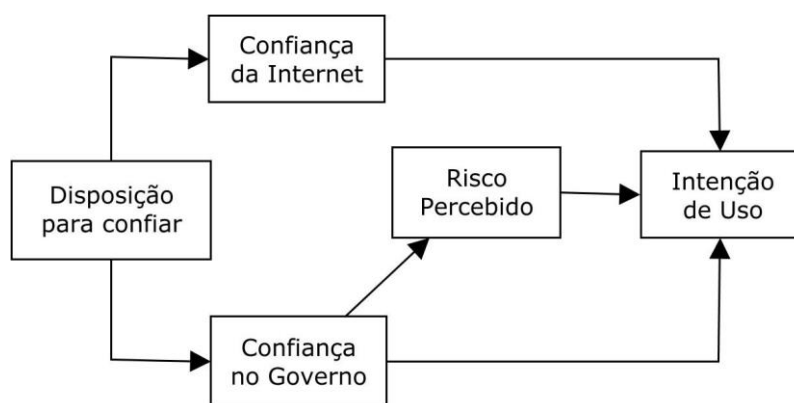 Confiança
da Internet
Disposição
para confiar
Risco
Percebido
Intenção
de Uso
Confiança
no Governo